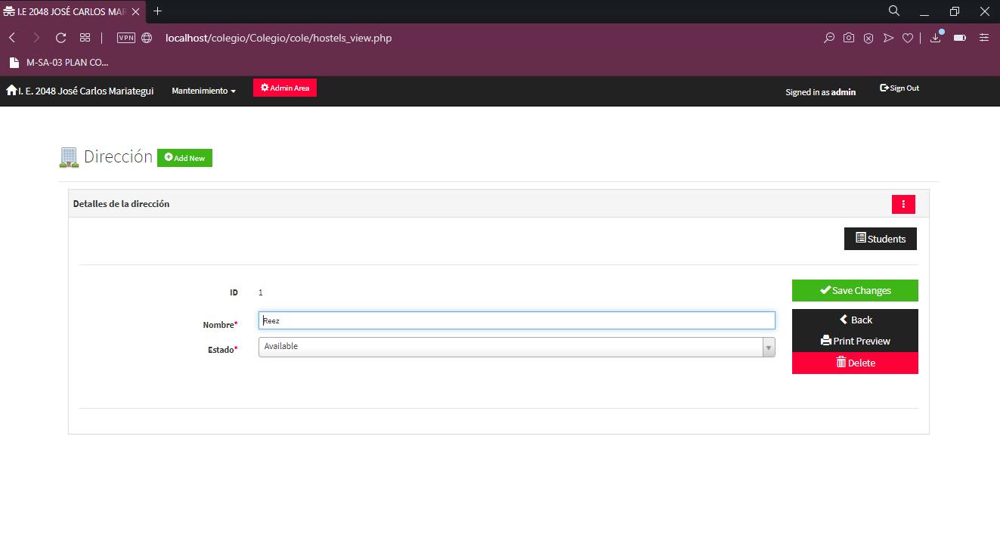 I.E 2048 JOSÉ CARLOS MAR
VPN
localhost/colegio/Colegio/cole/hostels_view.php
M-SA-03 PLAN CO...
I. E. 2048 José Carlos Mariategui
Mantenimiento
Admin Area
Signed in as admin
Sign Out
Dirección
Add New
Detalles de la dirección
Students
ID 1
Nombre* Reez
Estado* Available
Save Changes
Back
Print Preview
Delete